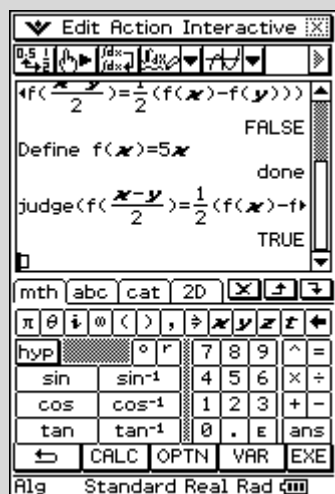 Edit Action Interactive
f(x-y/2)=1/2(f(x)-f(y)))
FALSE
Define f(x)=5x
done
judge(f(x-y/2)=1/2(f(x)-f
TRUE
mth abc cat 2D
π θ i ∞ ( ) , ⇒ x y z t ←
hyp ° r 7 8 9 ^ =
sin sin⁻¹ 4 5 6 × ÷
cos cos⁻¹ 1 2 3 + -
tan tan⁻¹ 0 . E ans
CALC OPTN VAR EXE
Alg Standard Real Rad